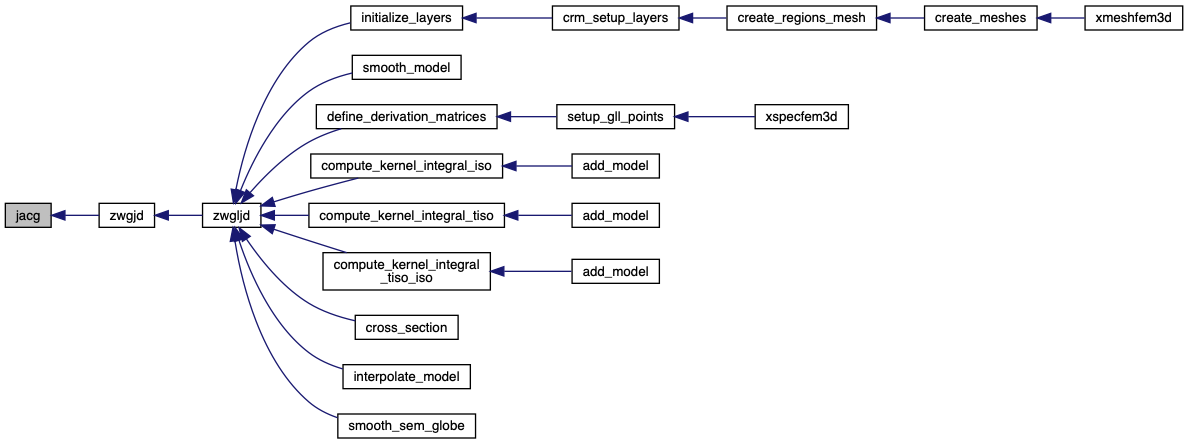 initialize_layers
crm_setup_layers
create_regions_mesh
create_meshes
xmeshfem3d
smooth_model
define_derivation_matrices
setup_gll_points
xspecfem3d
compute_kernel_integral_iso
add_model
jacg
zwgjd
zwgljd
compute_kernel_integral_tiso
add_model
compute_kernel_integral
_tiso_iso
add_model
cross_section
interpolate_model
smooth_sem_globe